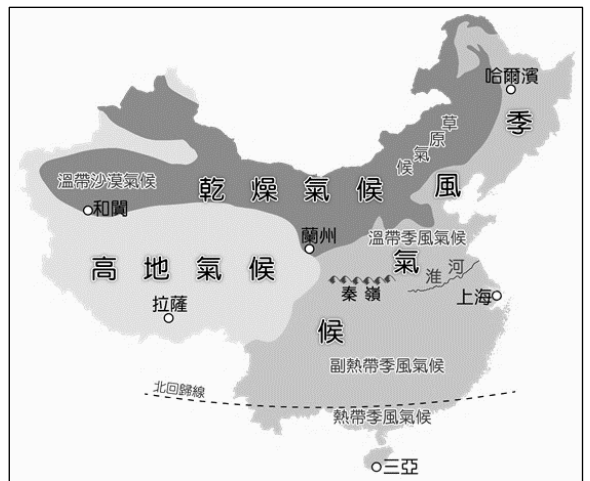 哈爾濱
季
草原氣候
溫帶沙漠氣候
乾燥氣候
風
和闐
蘭州
溫帶季風氣候
高地氣候
氣
淮河
秦嶺
上海
拉薩
候
副熱帶季風氣候
北回歸線
熱帶季風氣候
三亞